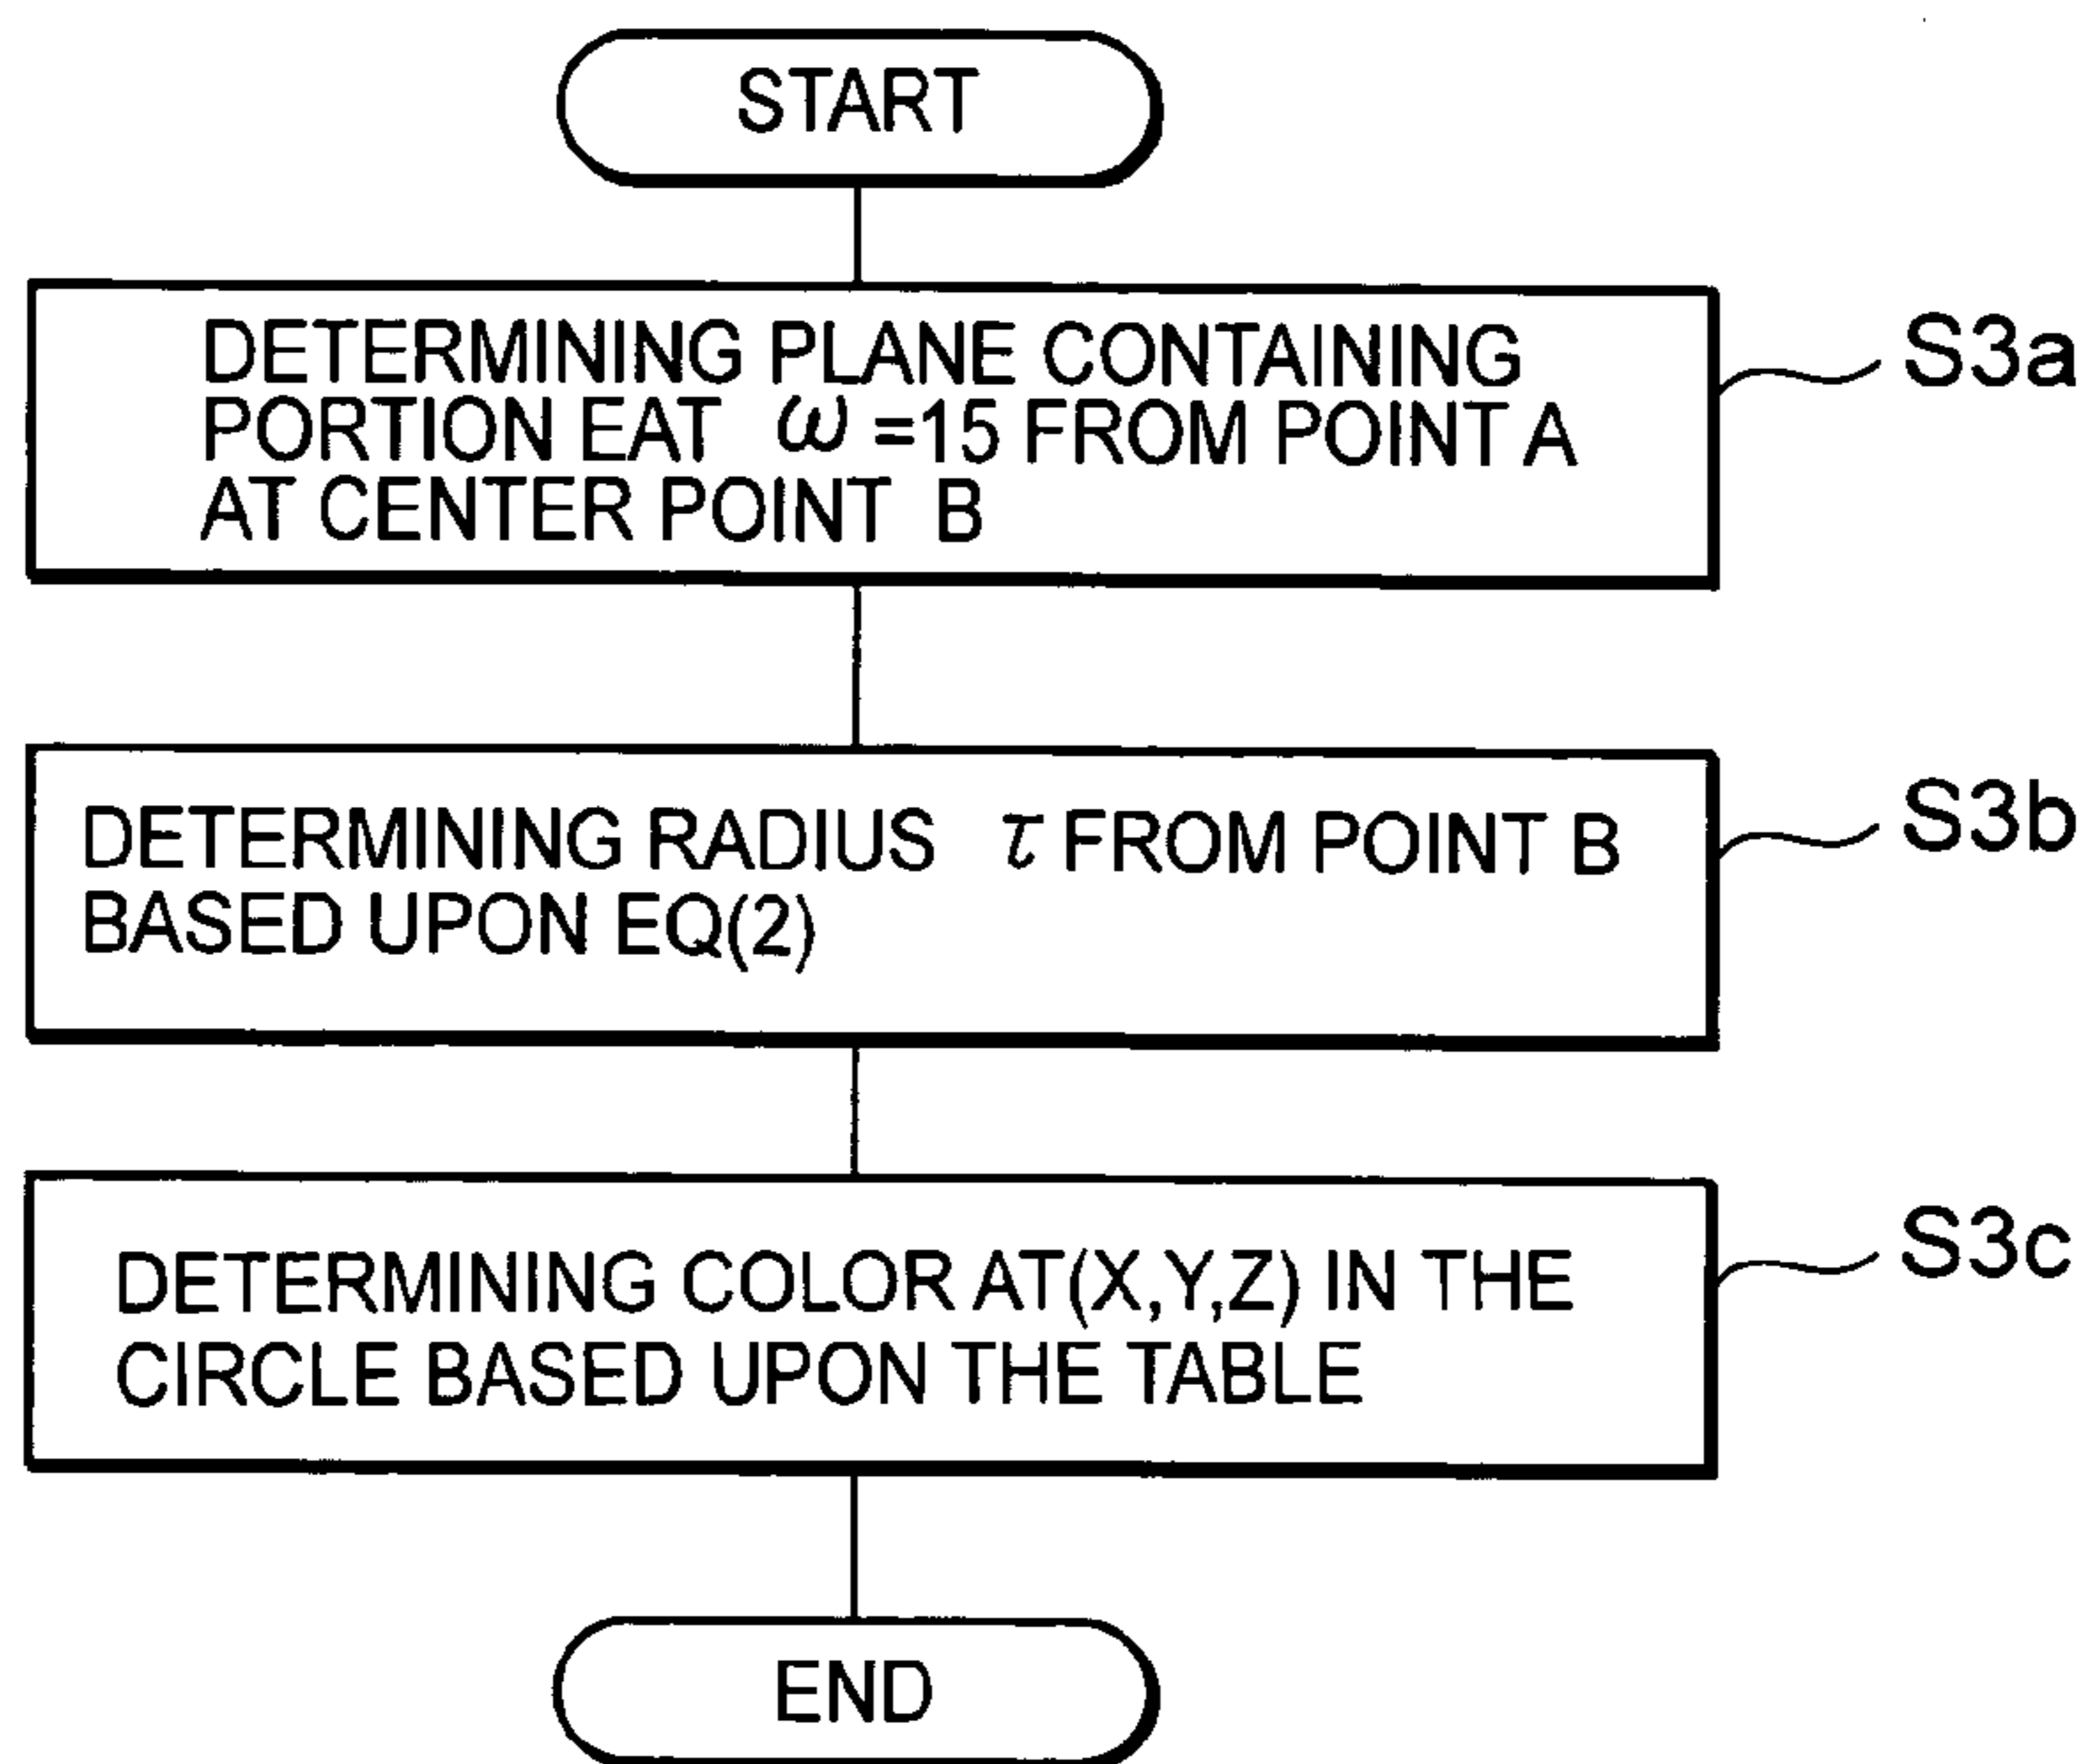 START
DETERMINING PLANE CONTAINING
PORTION EAT ω =15 FROM POINT A
AT CENTER POINT B
S3a
DETERMINING RADIUS τ FROM POINT B
BASED UPON EQ(2)
S3b
DETERMINING COLOR AT(X,Y,Z) IN THE
CIRCLE BASED UPON THE TABLE
S3c
END